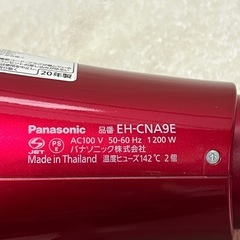 20年製
Panasonic 品番 EH-CNA9E
AC100 V 50-60 Hz 1200 W
パナソニック株式会社
Made in Thailand 温度ヒューズ142℃ 2個
JET
PS
E